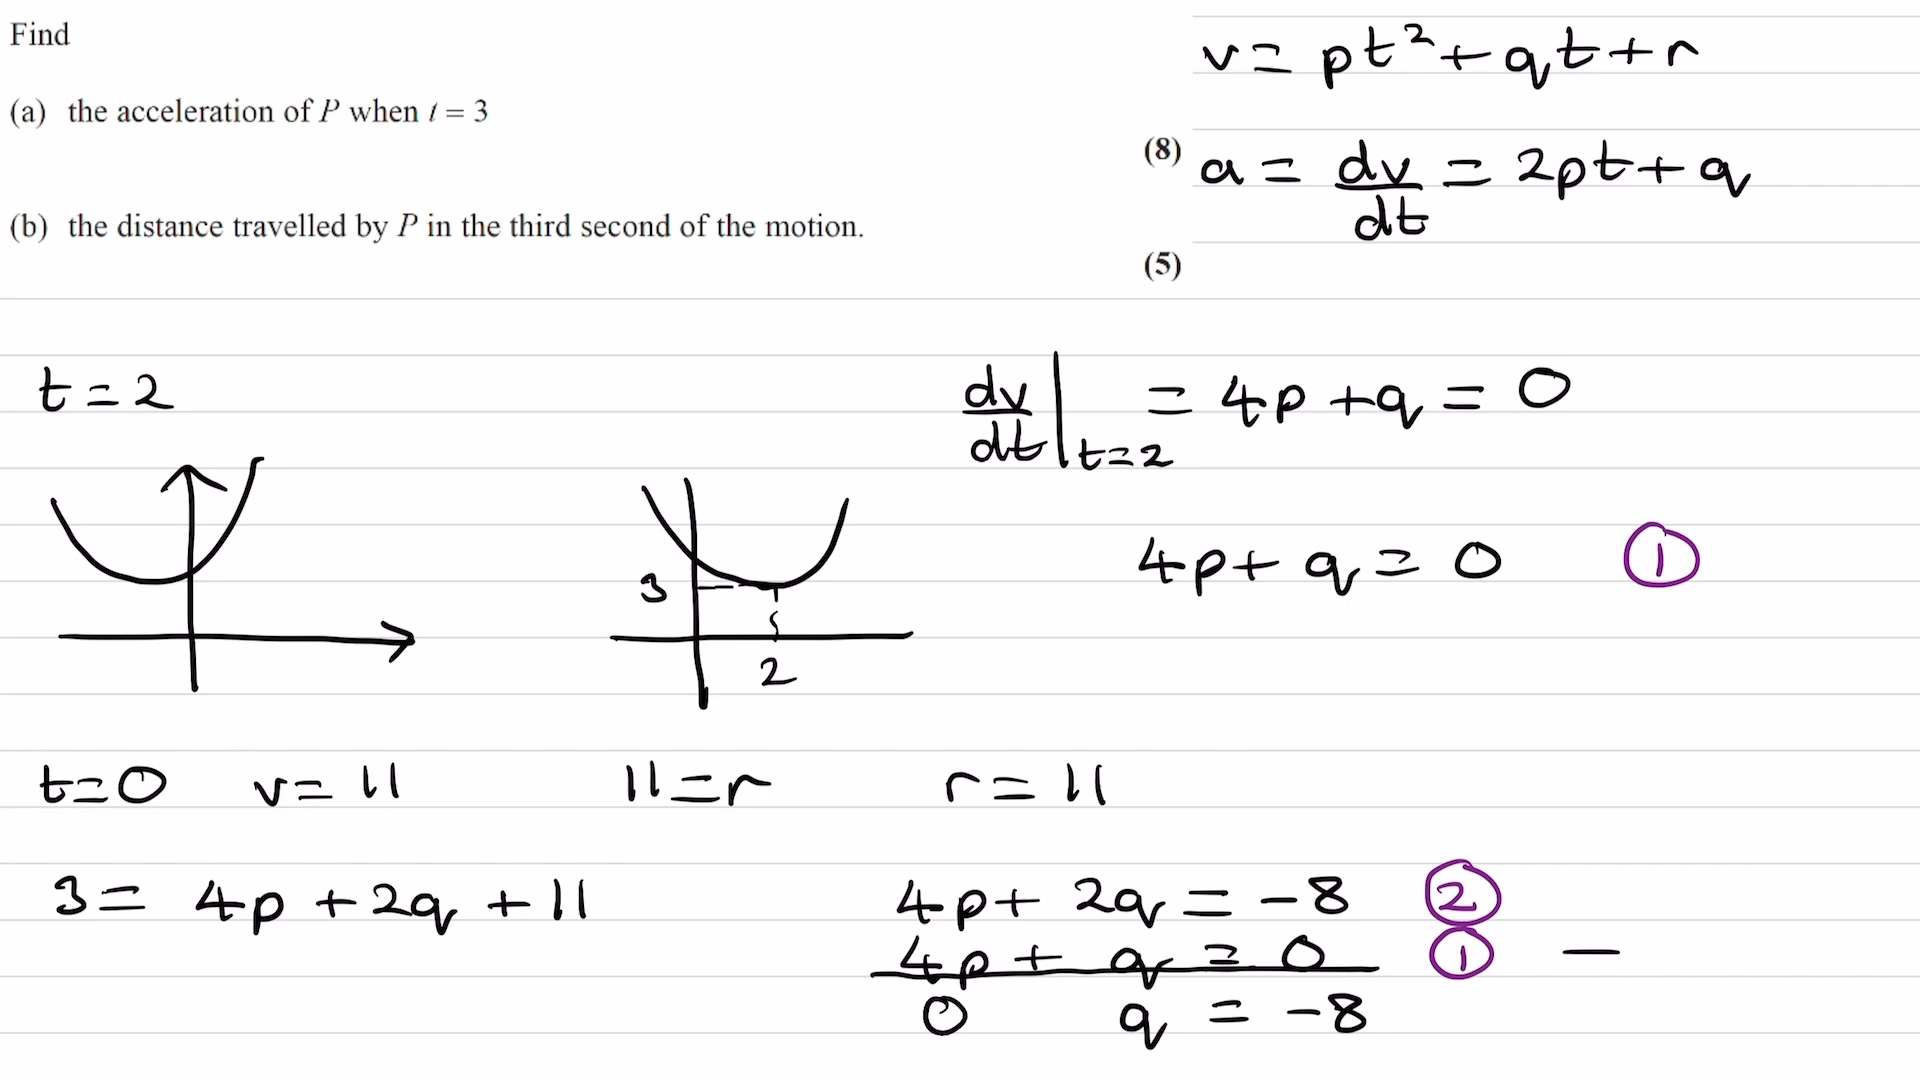 Find
v = pt² + qt + r
(a) the acceleration of P when t = 3
(8)
a = dv/dt = 2pt + q
(b) the distance travelled by P in the third second of the motion.
(5)
t = 2
dv/dt | t=2 = 4p + q = 0
4p + q = 0 ①
3
2
t = 0 v = 11 11 = r r = 11
3 = 4p + 2q + 11
4p + 2q = -8 ②
4p + q = 0 ① —
0 q = -8